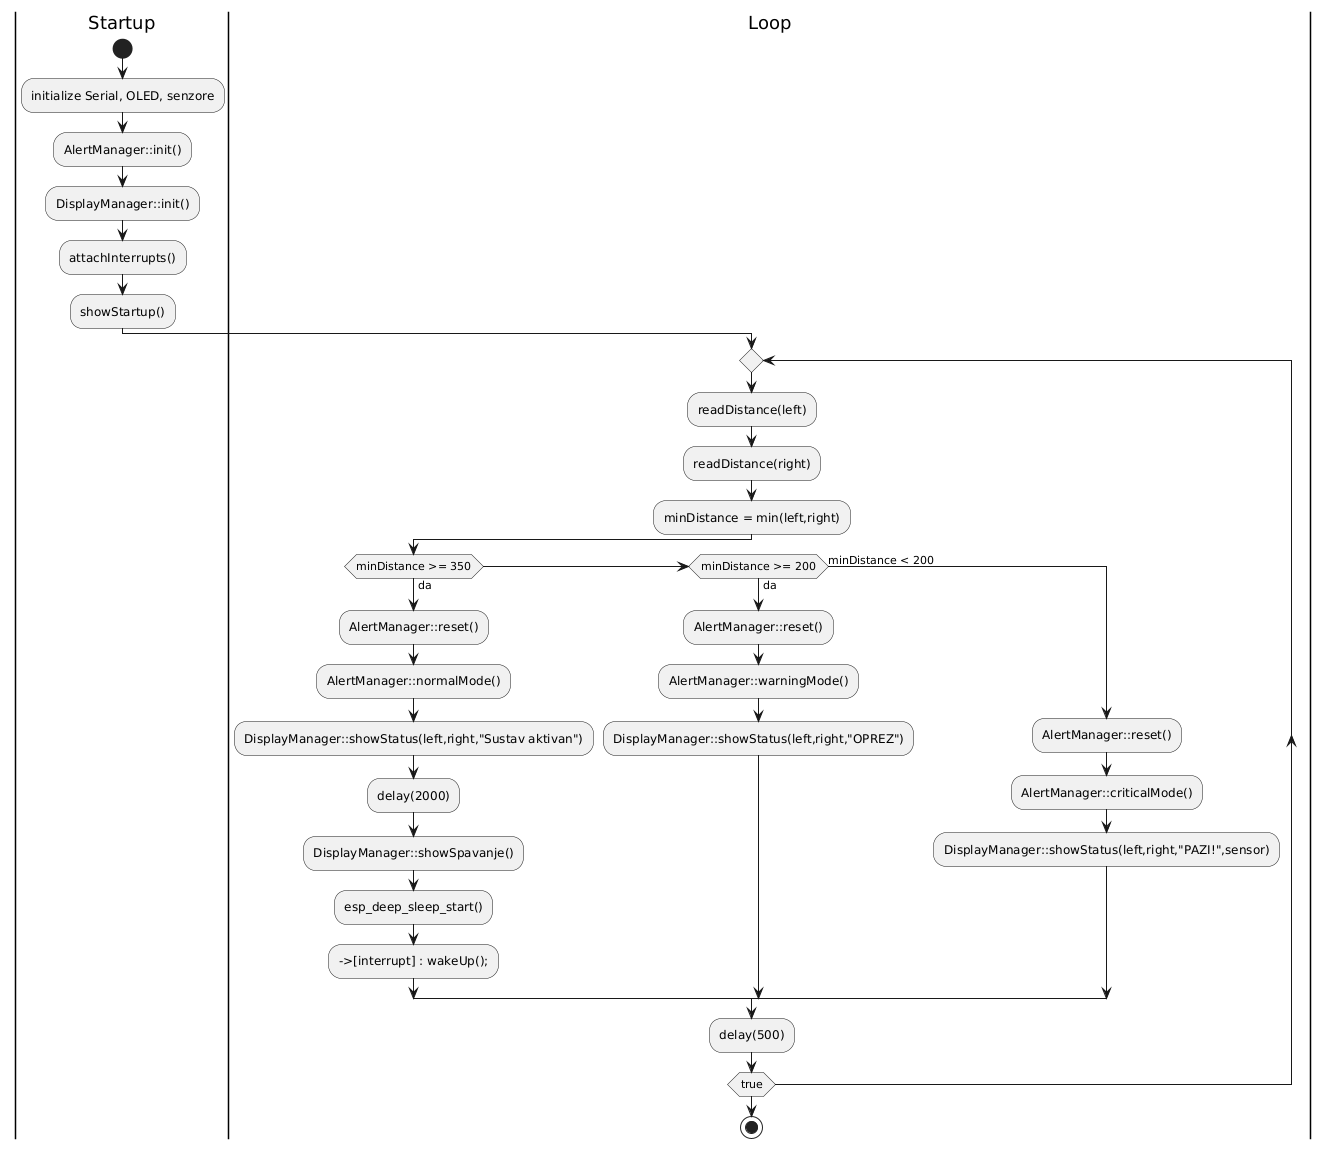 Startup
Loop
initialize Serial, OLED, senzore
AlertManager::init()
DisplayManager::init()
attachInterrupts()
showStartup()
readDistance(left)
readDistance(right)
minDistance = min(left,right)
minDistance >= 350
da
AlertManager::reset()
AlertManager::normalMode()
DisplayManager::showStatus(left,right,"Sustav aktivan")
delay(2000)
DisplayManager::showSpavanje()
esp_deep_sleep_start()
->[interrupt] : wakeUp();
minDistance >= 200
da
AlertManager::reset()
AlertManager::warningMode()
DisplayManager::showStatus(left,right,"OPREZ")
minDistance < 200
AlertManager::reset()
AlertManager::criticalMode()
DisplayManager::showStatus(left,right,"PAZI!",sensor)
delay(500)
true